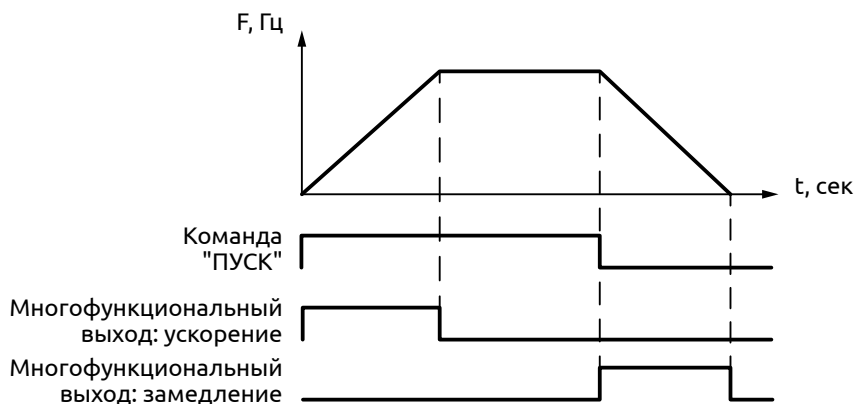 F, Гц
t, сек
Команда
"ПУСК"
Многофункциональный
выход: ускорение
Многофункциональный
выход: замедление